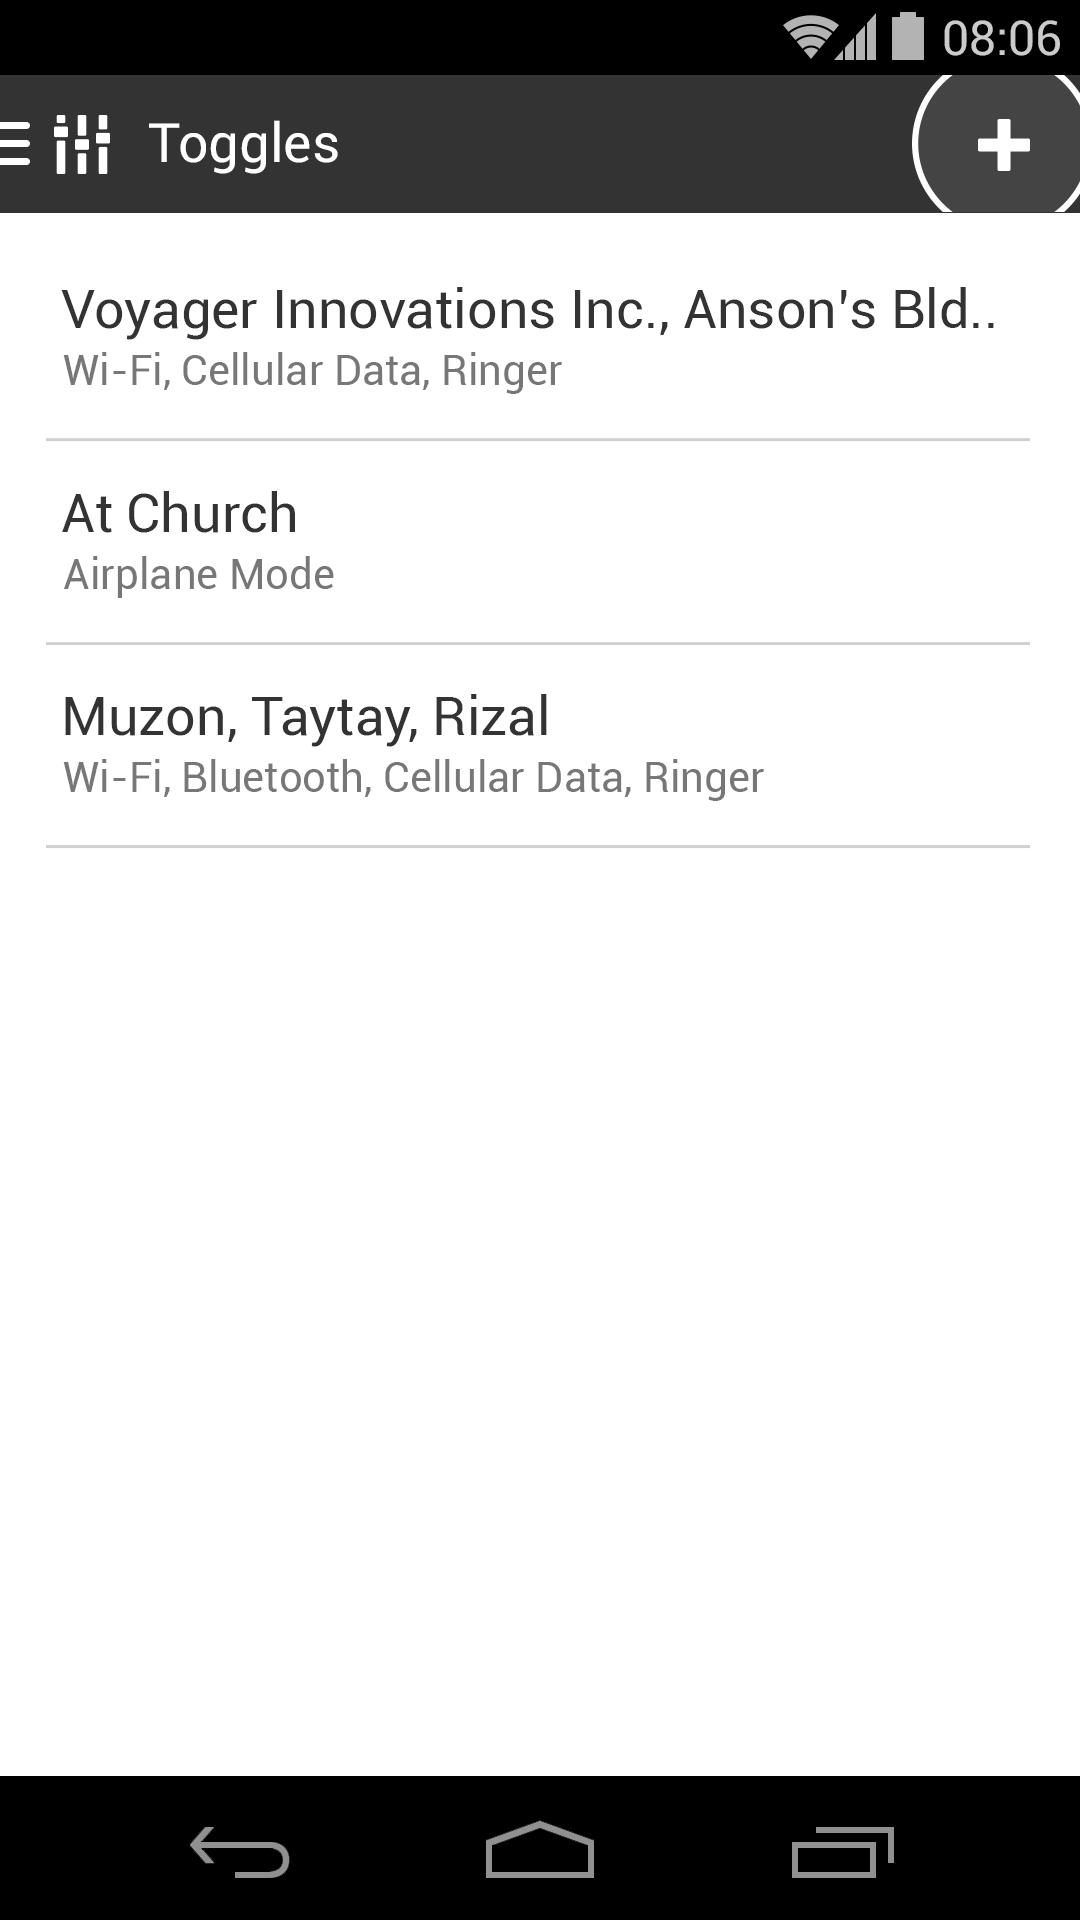 08:06
Toggles
Voyager Innovations Inc., Anson's Bld..
Wi-Fi, Cellular Data, Ringer
At Church
Airplane Mode
Muzon, Taytay, Rizal
Wi-Fi, Bluetooth, Cellular Data, Ringer